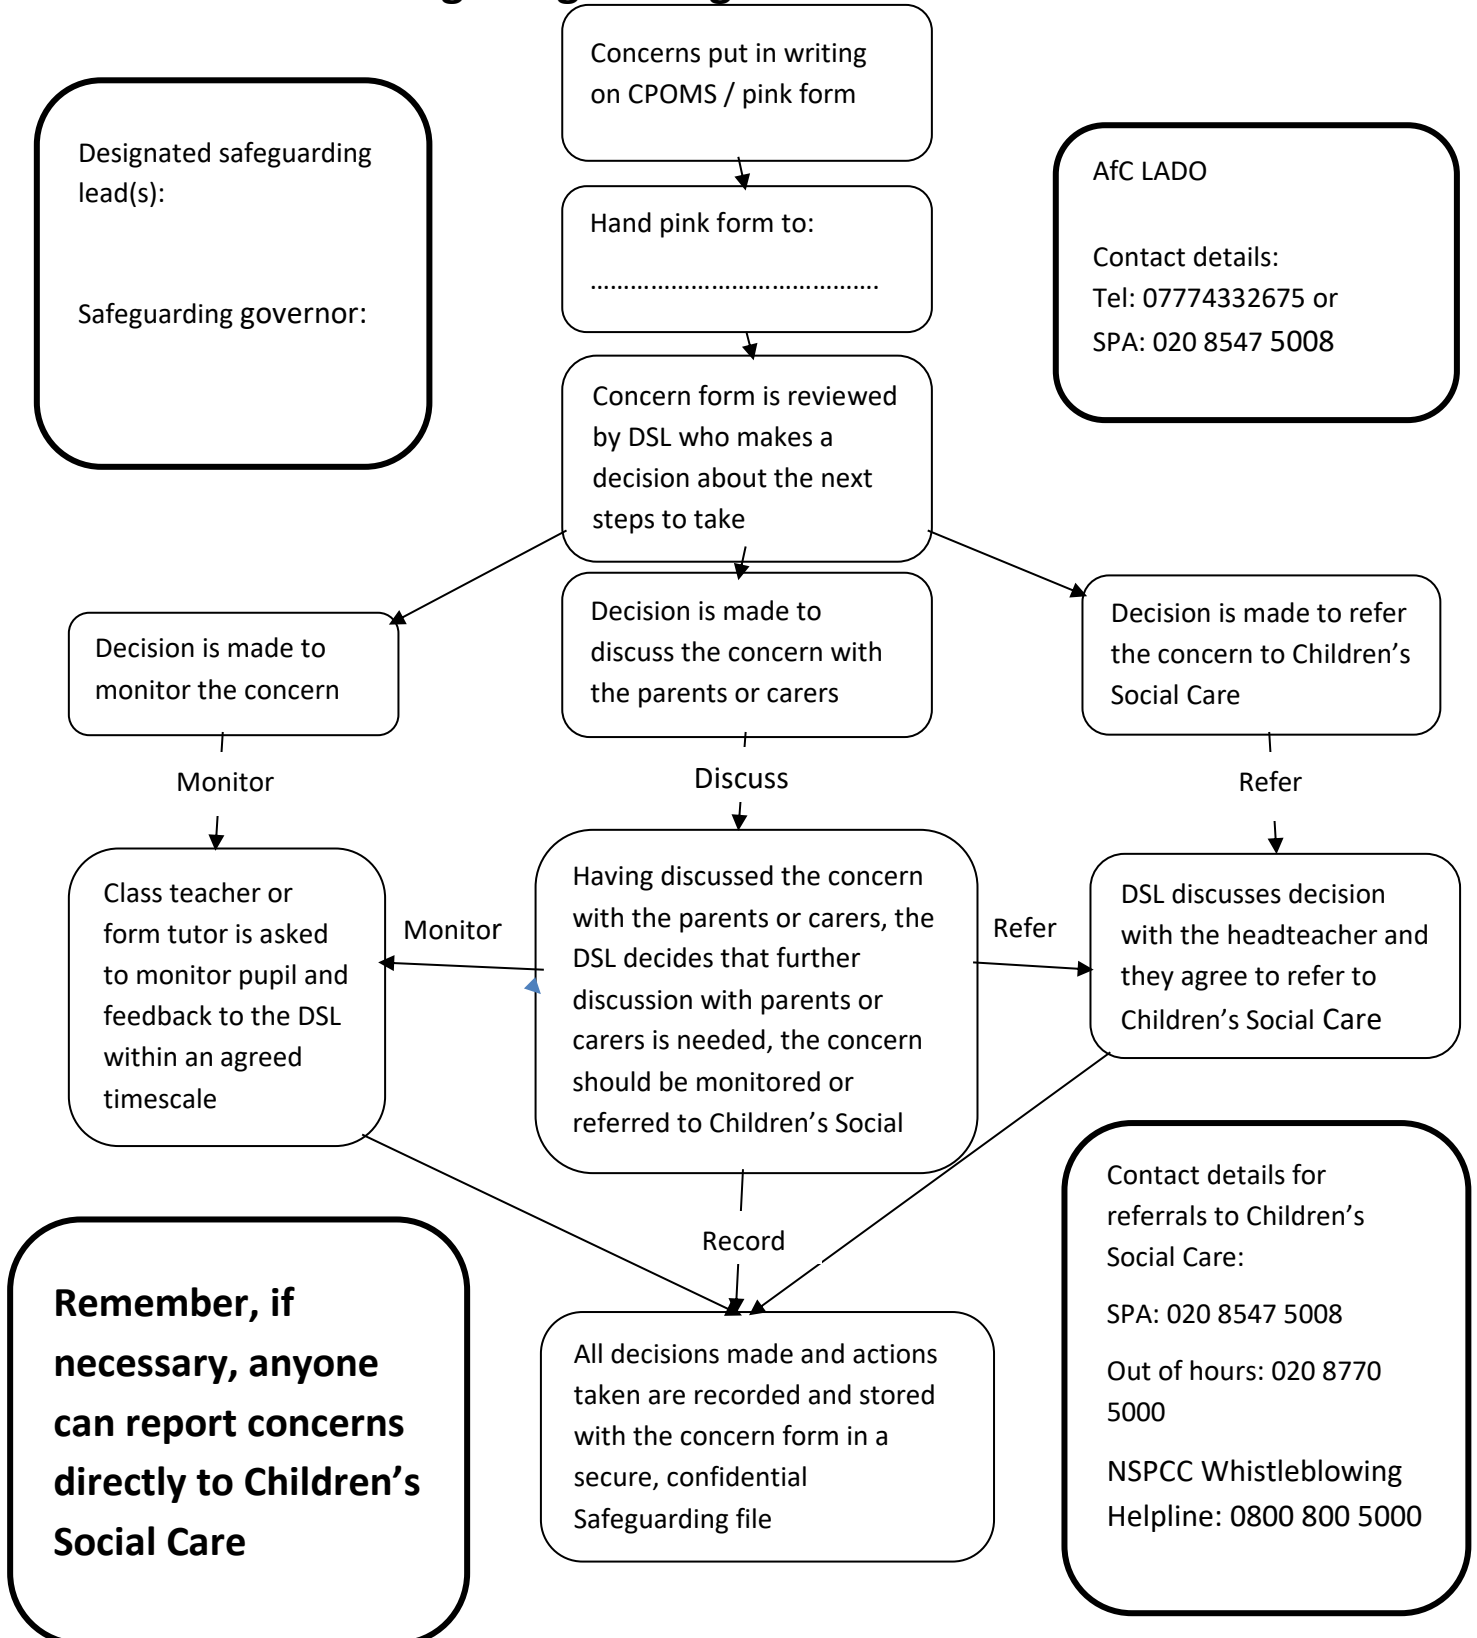 Concerns put in writing
on CPOMS / pink form
Designated safeguarding
lead(s):
Safeguarding governor:
AfC LADO
Contact details:
Tel: 07774332675 or
SPA: 020 8547 5008
Hand pink form to:
…………………………………….
Concern form is reviewed
by DSL who makes a
decision about the next
steps to take
Decision is made to
monitor the concern
Decision is made to
discuss the concern with
the parents or carers
Decision is made to refer
the concern to Children’s
Social Care
Monitor
Discuss
Refer
Class teacher or
form tutor is asked
to monitor pupil and
feedback to the DSL
within an agreed
timescale
Monitor
Having discussed the concern
with the parents or carers, the
DSL decides that further
discussion with parents or
carers is needed, the concern
should be monitored or
referred to Children’s Social
Refer
DSL discusses decision
with the headteacher and
they agree to refer to
Children’s Social Care
Record
Remember, if
necessary, anyone
can report concerns
directly to Children’s
Social Care
All decisions made and actions
taken are recorded and stored
with the concern form in a
secure, confidential
Safeguarding file
Contact details for
referrals to Children’s
Social Care:
SPA: 020 8547 5008
Out of hours: 020 8770
5000
NSPCC Whistleblowing
Helpline: 0800 800 5000